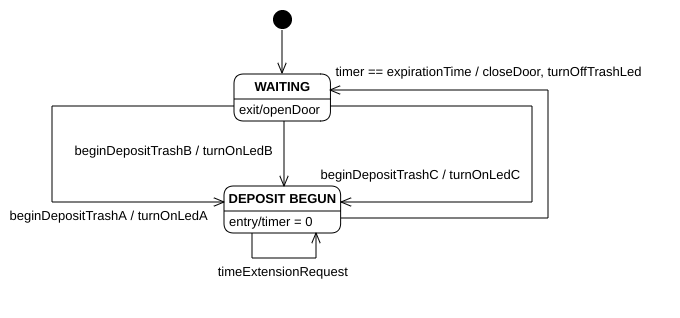 timer == expirationTime / closeDoor, turnOffTrashLed
WAITING
exit/openDoor
beginDepositTrashB / turnOnLedB
beginDepositTrashC / turnOnLedC
DEPOSIT BEGUN
beginDepositTrashA / turnOnLedA
entry/timer = 0
timeExtensionRequest